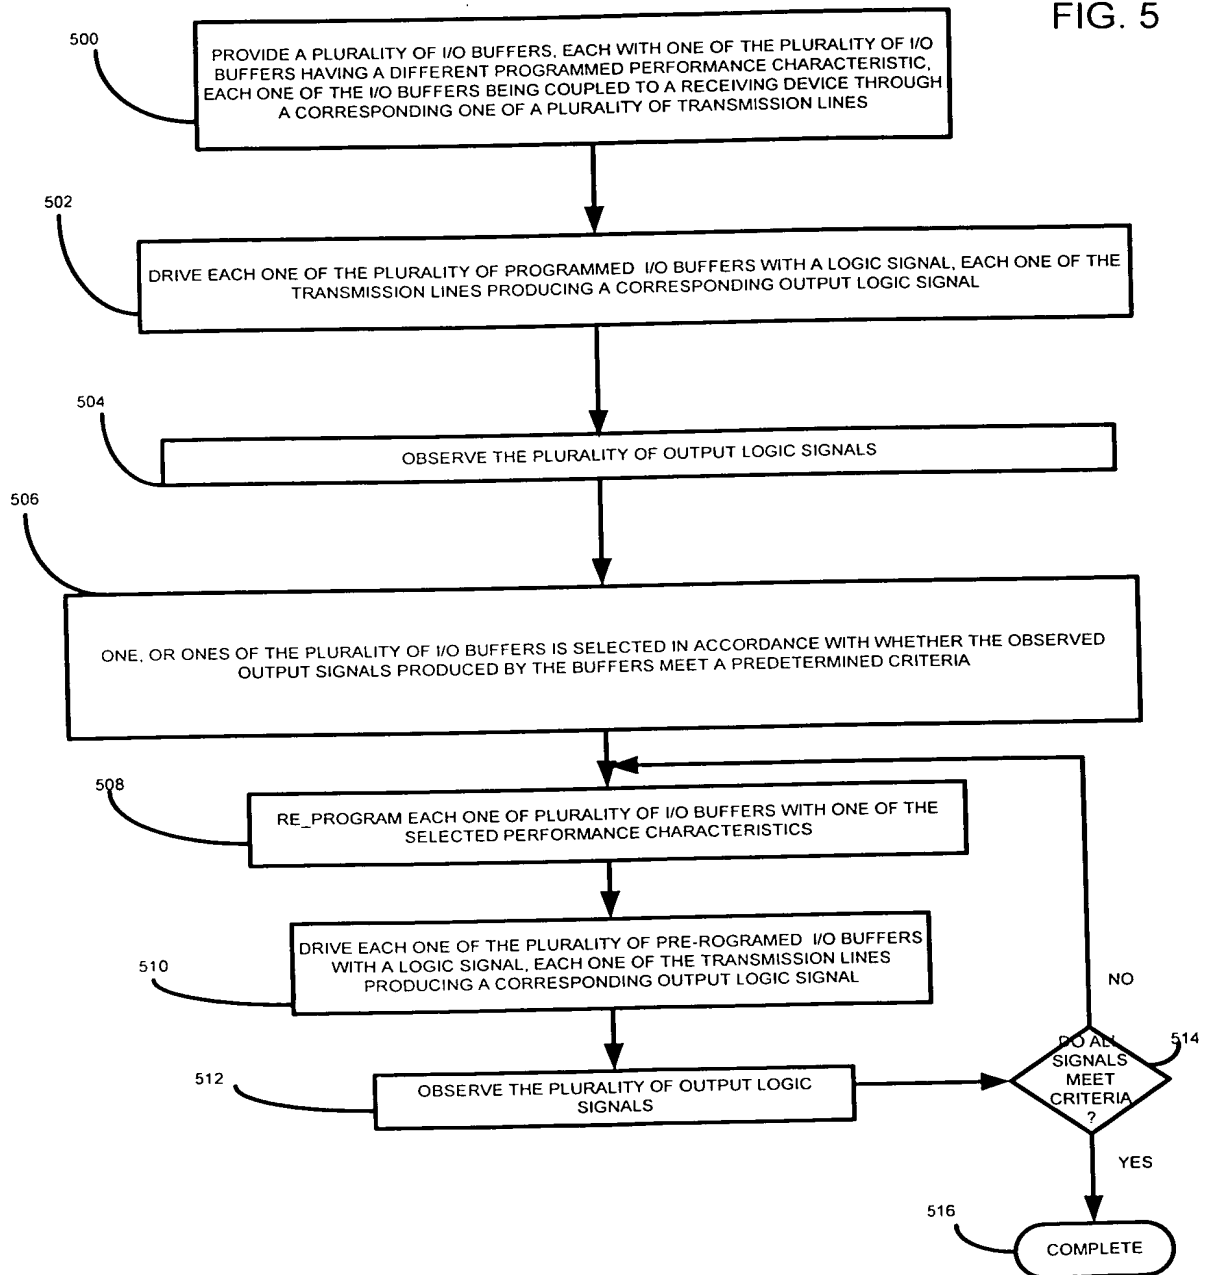 FIG. 5
500
PROVIDE A PLURALITY OF I/O BUFFERS, EACH WITH ONE OF THE PLURALITY OF I/O
BUFFERS HAVING A DIFFERENT PROGRAMMED PERFORMANCE CHARACTERISTIC,
EACH ONE OF THE I/O BUFFERS BEING COUPLED TO A RECEIVING DEVICE THROUGH
A CORRESPONDING ONE OF A PLURALITY OF TRANSMISSION LINES
502
DRIVE EACH ONE OF THE PLURALITY OF PROGRAMMED I/O BUFFERS WITH A LOGIC SIGNAL, EACH ONE OF THE
TRANSMISSION LINES PRODUCING A CORRESPONDING OUTPUT LOGIC SIGNAL
504
OBSERVE THE PLURALITY OF OUTPUT LOGIC SIGNALS
506
ONE, OR ONES OF THE PLURALITY OF I/O BUFFERS IS SELECTED IN ACCORDANCE WITH WHETHER THE OBSERVED
OUTPUT SIGNALS PRODUCED BY THE BUFFERS MEET A PREDETERMINED CRITERIA
508
RE_PROGRAM EACH ONE OF PLURALITY OF I/O BUFFERS WITH ONE OF THE
SELECTED PERFORMANCE CHARACTERISTICS
510
DRIVE EACH ONE OF THE PLURALITY OF PRE-ROGRAMED I/O BUFFERS
WITH A LOGIC SIGNAL, EACH ONE OF THE TRANSMISSION LINES
PRODUCING A CORRESPONDING OUTPUT LOGIC SIGNAL
512
OBSERVE THE PLURALITY OF OUTPUT LOGIC
SIGNALS
NO
514
DO ALL
SIGNALS
MEET
CRITERIA
?
YES
516
COMPLETE